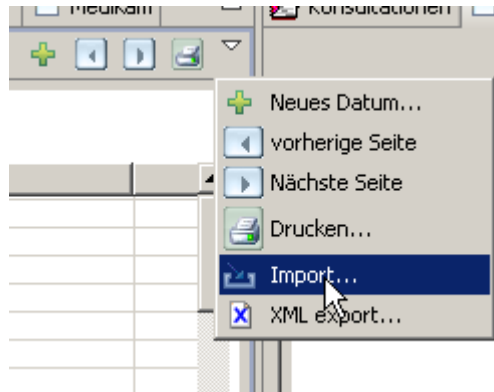 Medikam
Konsultationen
Neues Datum...
vorherige Seite
Nächste Seite
Drucken...
Import...
XML export...